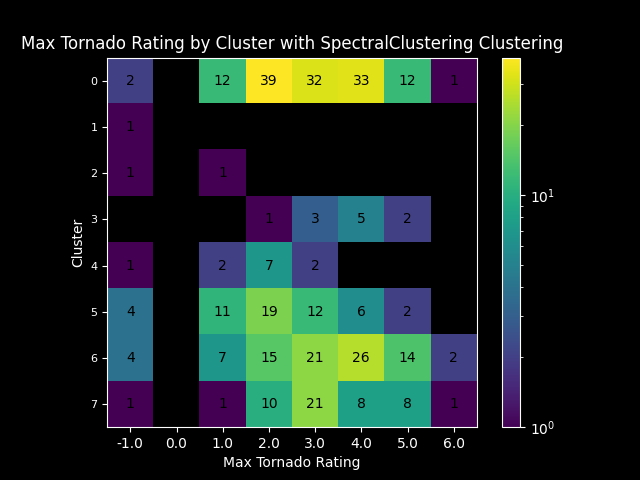 Max Tornado Rating by Cluster with SpectralClustering Clustering
0 2 12 39 32 33 12 1
1 1
2 1 1
3 1 3 5 2
4 1 2 7 2
5 4 11 19 12 6 2
6 4 7 15 21 26 14 2
7 1 1 10 21 8 8 1
-1.0 0.0 1.0 2.0 3.0 4.0 5.0 6.0
Max Tornado Rating
Cluster
10¹
10⁰